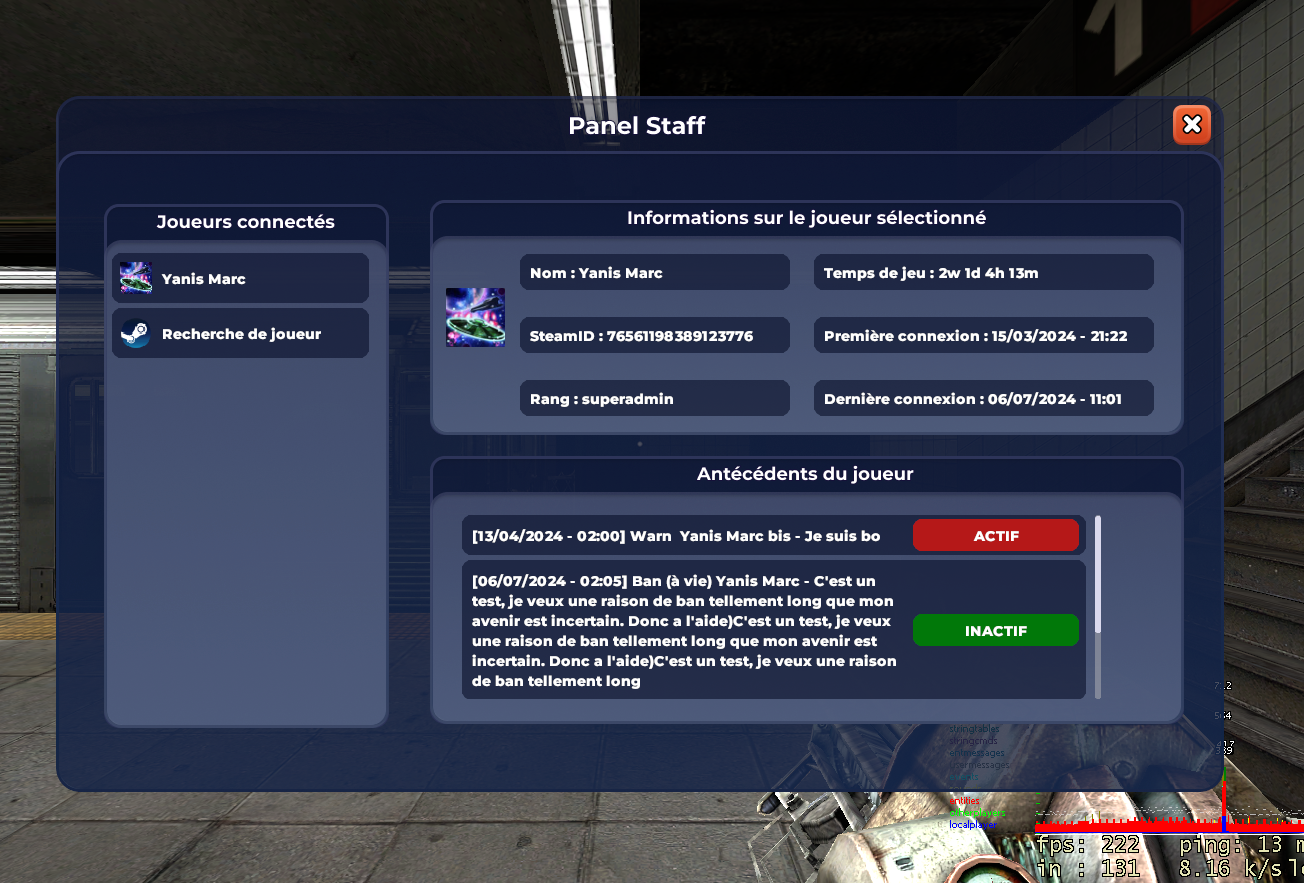 Panel Staff
Joueurs connectés
Yanis Marc
Recherche de joueur
Informations sur le joueur sélectionné
Nom : Yanis Marc
Temps de jeu : 2w 1d 4h 13m
SteamID : 76561198389123776
Première connexion : 15/03/2024 - 21:22
Rang : superadmin
Dernière connexion : 06/07/2024 - 11:01
Antécédents du joueur
[13/04/2024 - 02:00] Warn  Yanis Marc bis - Je suis bo
ACTIF
[06/07/2024 - 02:05] Ban (à vie) Yanis Marc - C'est un
test, je veux une raison de ban tellement long que mon
avenir est incertain. Donc a l'aide)C'est un test, je veux
une raison de ban tellement long que mon avenir est
incertain. Donc a l'aide)C'est un test, je veux une raison
de ban tellement long
INACTIF
1
stringtables
stringcmds
usermessages
entities
localplayer
fps: 222 ping: 13 m
in : 131 8.16 k/s